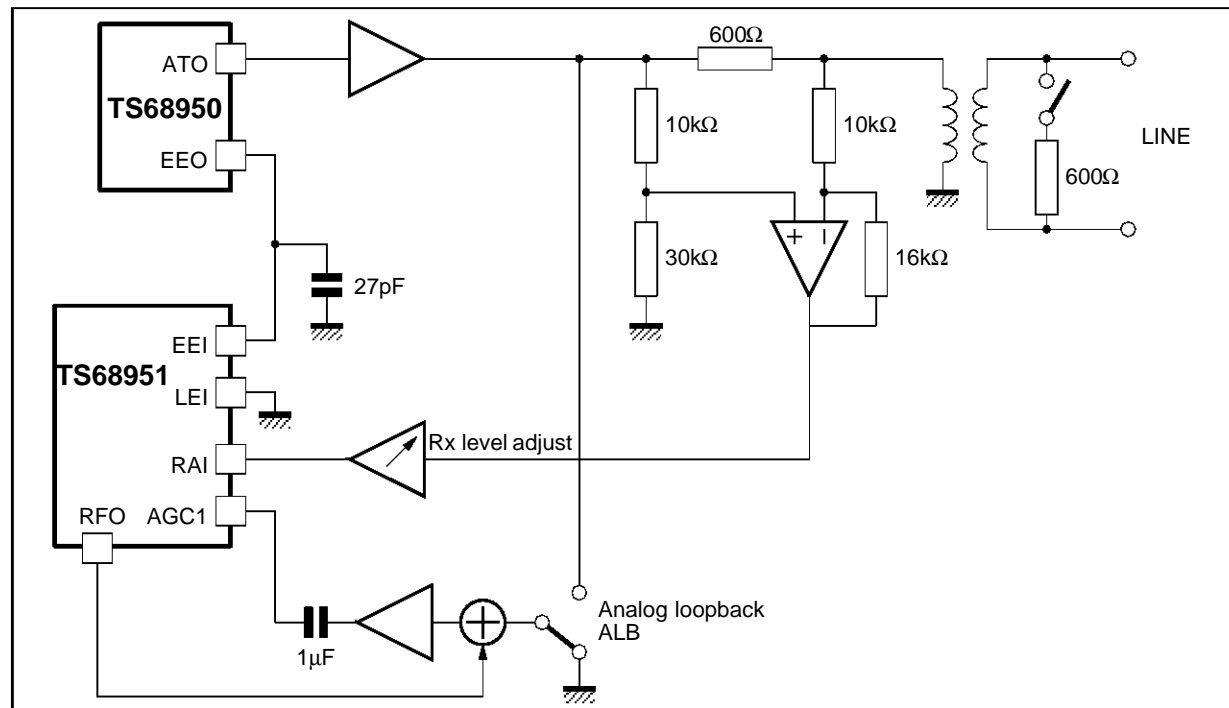 ATO
TS68950
EEO
27pF
600Ω
10kΩ
10kΩ
30kΩ
16kΩ
LINE
600Ω
EEI
TS68951
LEI
RAI
Rx level adjust
RFO
AGC1
1µF
Analog loopback
ALB